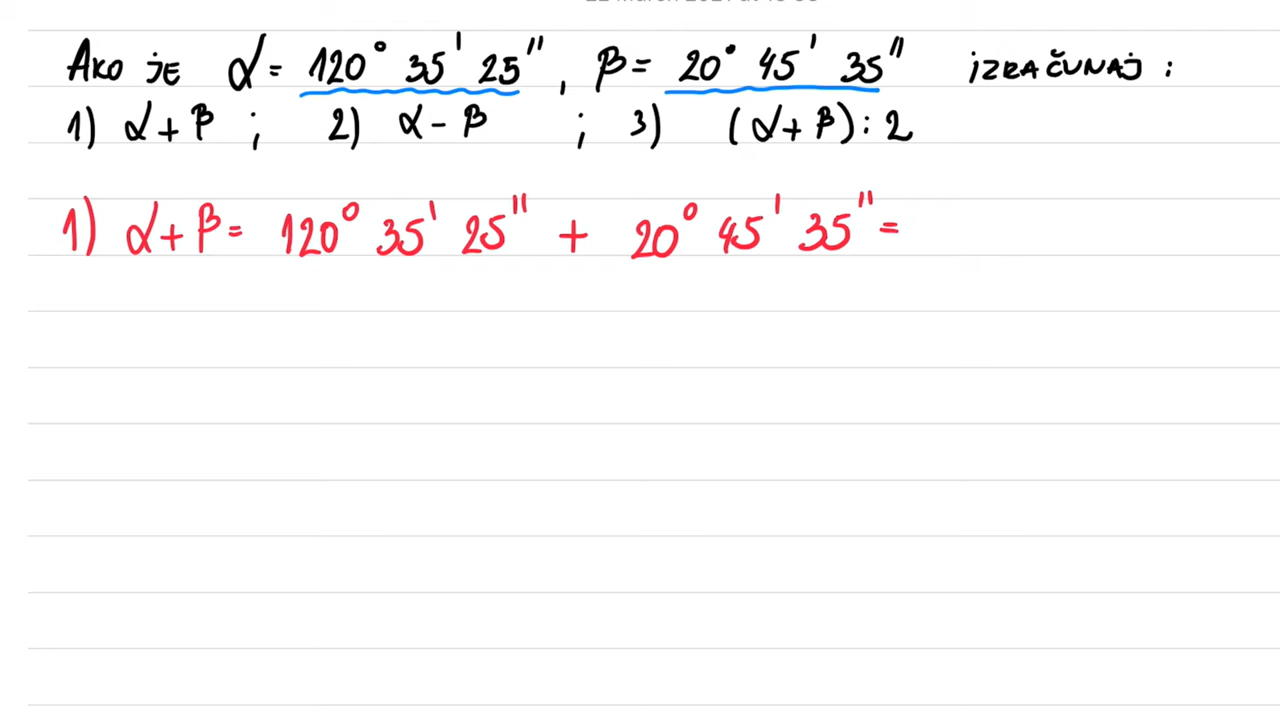 Ako je α = 120° 35' 25", β = 20° 45' 35" izračunaj :
1) α + β ; 2) α - β ; 3) (α + β) : 2
1) α + β = 120° 35' 25" + 20° 45' 35" =